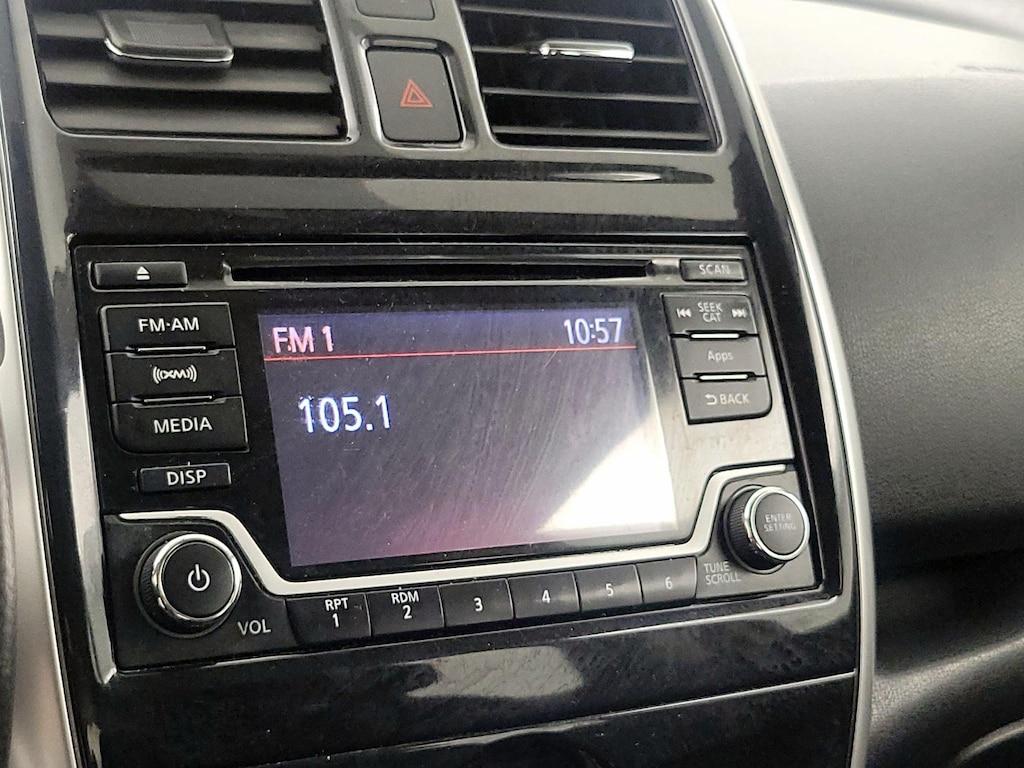 SCAN
FM·AM
SEEK
CAT
FM 1
10:57
((XM))
Apps
105.1
BACK
MEDIA
DISP
ENTER
SETTING
TUNE
SCROLL
VOL
RPT
1
RDM
2
3
4
5
6